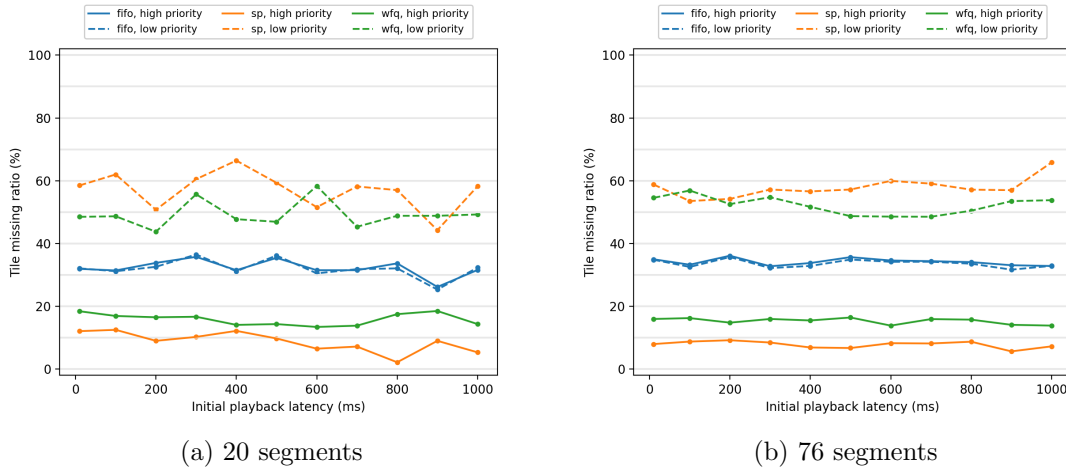 fifo, high priority sp, high priority wfq, high priority
fifo, low priority sp, low priority wfq, low priority
100
80
60
40
20
0
Tile missing ratio (%)
0 200 400 600 800 1000
Initial playback latency (ms)
(a) 20 segments
fifo, high priority sp, high priority wfq, high priority
fifo, low priority sp, low priority wfq, low priority
100
80
60
40
20
0
Tile missing ratio (%)
0 200 400 600 800 1000
Initial playback latency (ms)
(b) 76 segments